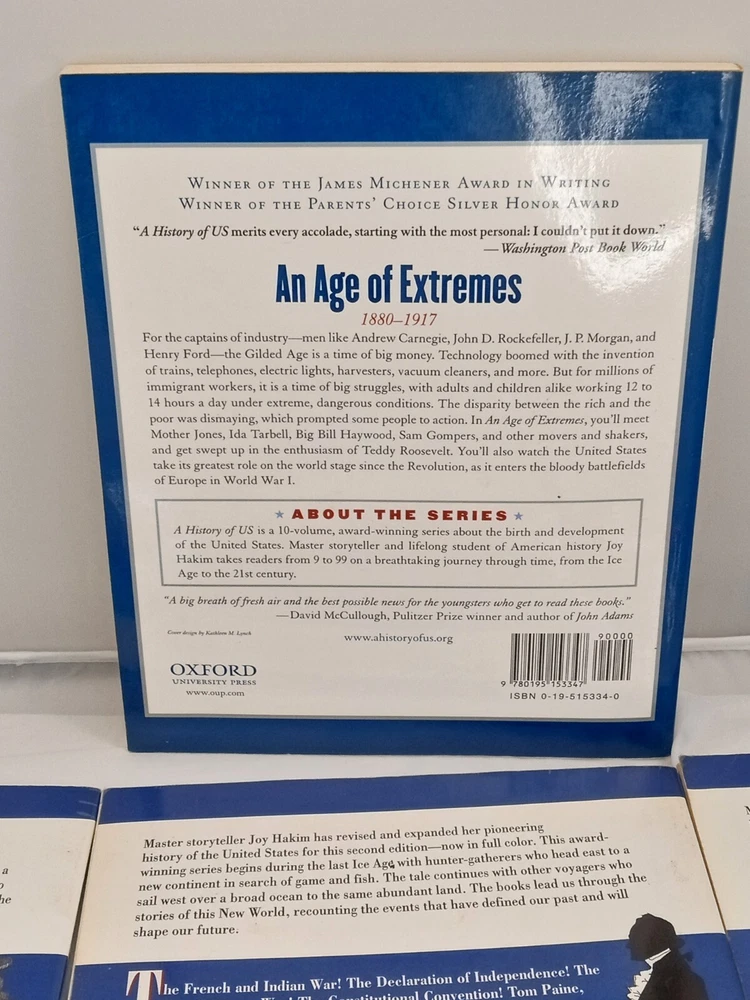 WINNER OF THE JAMES MICHENER AWARD IN WRITING
WINNER OF THE PARENTS' CHOICE SILVER HONOR AWARD
“A History of US merits every accolade, starting with the most personal: I couldn't put it down.”
— Washington Post Book World
An Age of Extremes
1880–1917
For the captains of industry—men like Andrew Carnegie, John D. Rockefeller, J. P. Morgan, and
Henry Ford—the Gilded Age is a time of big money. Technology boomed with the invention
of trains, telephones, electric lights, harvesters, vacuum cleaners, and more. But for millions of
immigrant workers, it is a time of big struggles, with adults and children alike working 12 to
14 hours a day under extreme, dangerous conditions. The disparity between the rich and the
poor was dismaying, which prompted some people to action. In An Age of Extremes, you'll meet
Mother Jones, Ida Tarbell, Big Bill Haywood, Sam Gompers, and other movers and shakers,
and get swept up in the enthusiasm of Teddy Roosevelt. You'll also watch the United States
take its greatest role on the world stage since the Revolution, as it enters the bloody battlefields
of Europe in World War I.
★ ABOUT THE SERIES ★
A History of US is a 10-volume, award-winning series about the birth and development
of the United States. Master storyteller and lifelong student of American history Joy
Hakim takes readers from 9 to 99 on a breathtaking journey through time, from the Ice
Age to the 21st century.
“A big breath of fresh air and the best possible news for the youngsters who get to read these books.”
—David McCullough, Pulitzer Prize winner and author of John Adams
Cover design by Kathleen M. Lynch
www.ahistoryofus.org
90000
OXFORD
UNIVERSITY PRESS
www.oup.com
9 780195 153347
ISBN 0-19-515334-0
Master storyteller Joy Hakim has revised and expanded her pioneering
history of the United States for this second edition—now in full color. This award-
winning series begins during the last Ice Age with hunter-gatherers who head east to a
new continent in search of game and fish. The tale continues with other voyagers who
sail west over a broad ocean to the same abundant land. The books lead us through the
stories of this New World, recounting the events that have defined our past and will
shape our future.
The French and Indian War! The Declaration of Independence! The
Constitutional Convention! Tom Paine,